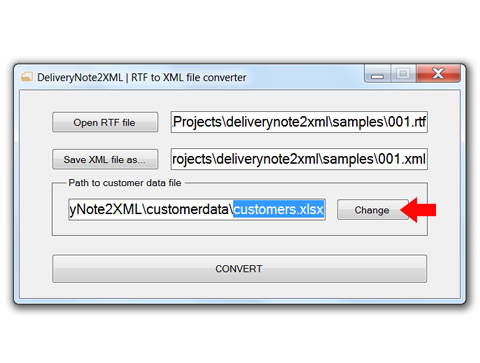 DeliveryNote2XML | RTF to XML file converter
Open RTF file .Projects\deliverynote2xml\samples\001.rtf
Save XML file as... rojects\deliverynote2xml\samples\001.xml
Path to customer data file
yNote2XML\customerdata\customers.xlsx Change
CONVERT